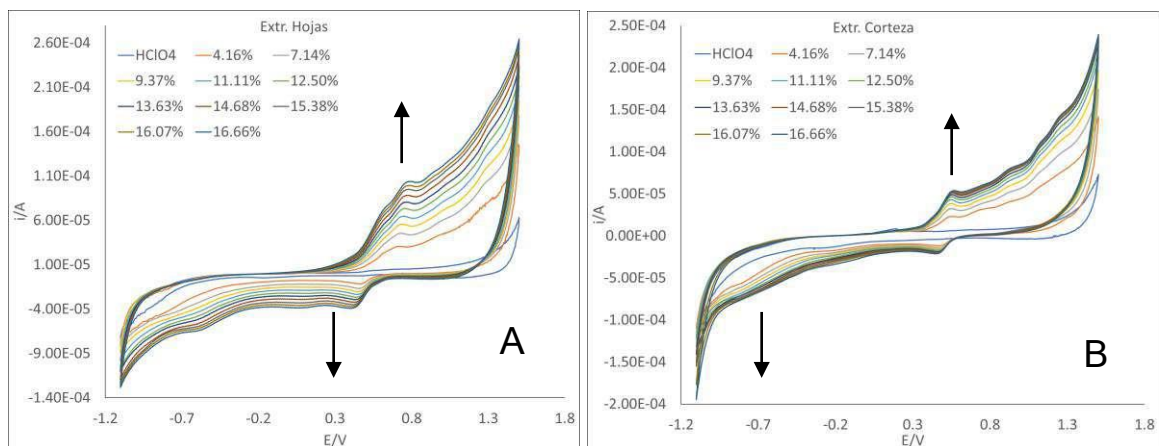 Extr. Hojas
HClO4 4.16% 7.14%
9.37% 11.11% 12.50%
13.63% 14.68% 15.38%
16.07% 16.66%
2.60E-04
2.10E-04
1.60E-04
1.10E-04
6.00E-05
1.00E-05
-4.00E-05
-9.00E-05
-1.40E-04
i/A
-1.2 -0.7 -0.2 0.3 0.8 1.3 1.8
E/V
A
Extr. Corteza
HClO4 4.16% 7.14%
9.37% 11.11% 12.50%
13.63% 14.68% 15.38%
16.07% 16.66%
2.50E-04
2.00E-04
1.50E-04
1.00E-04
5.00E-05
0.00E+00
-5.00E-05
-1.00E-04
-1.50E-04
-2.00E-04
i/A
-1.2 -0.7 -0.2 0.3 0.8 1.3 1.8
E/V
B